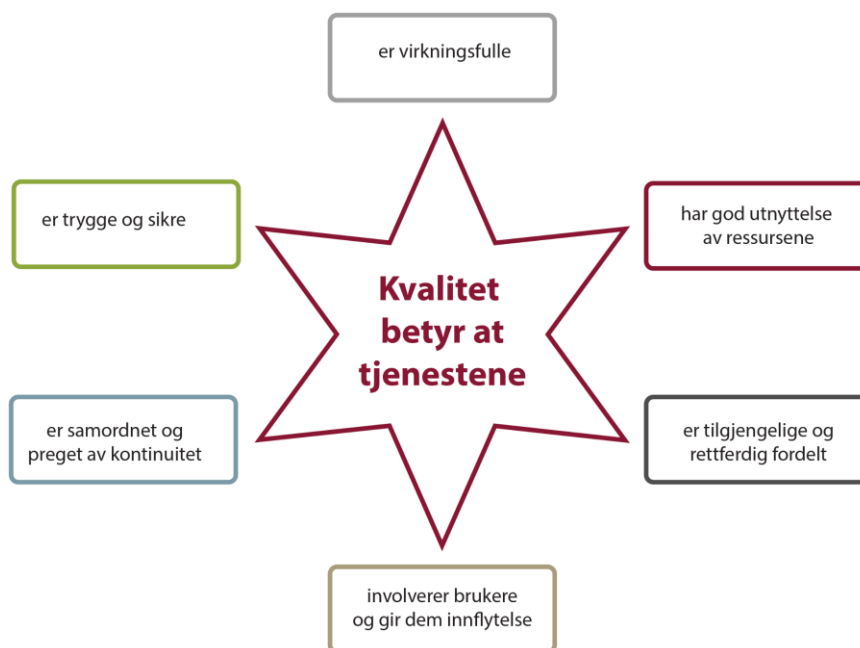 er virkningsfulle
er trygge og sikre
har god utnyttelse
av ressursene
Kvalitet
betyr at
tjenestene
er samordnet og
preget av kontinuitet
er tilgjengelige og
rettferdig fordelt
involverer brukere
og gir dem innflytelse